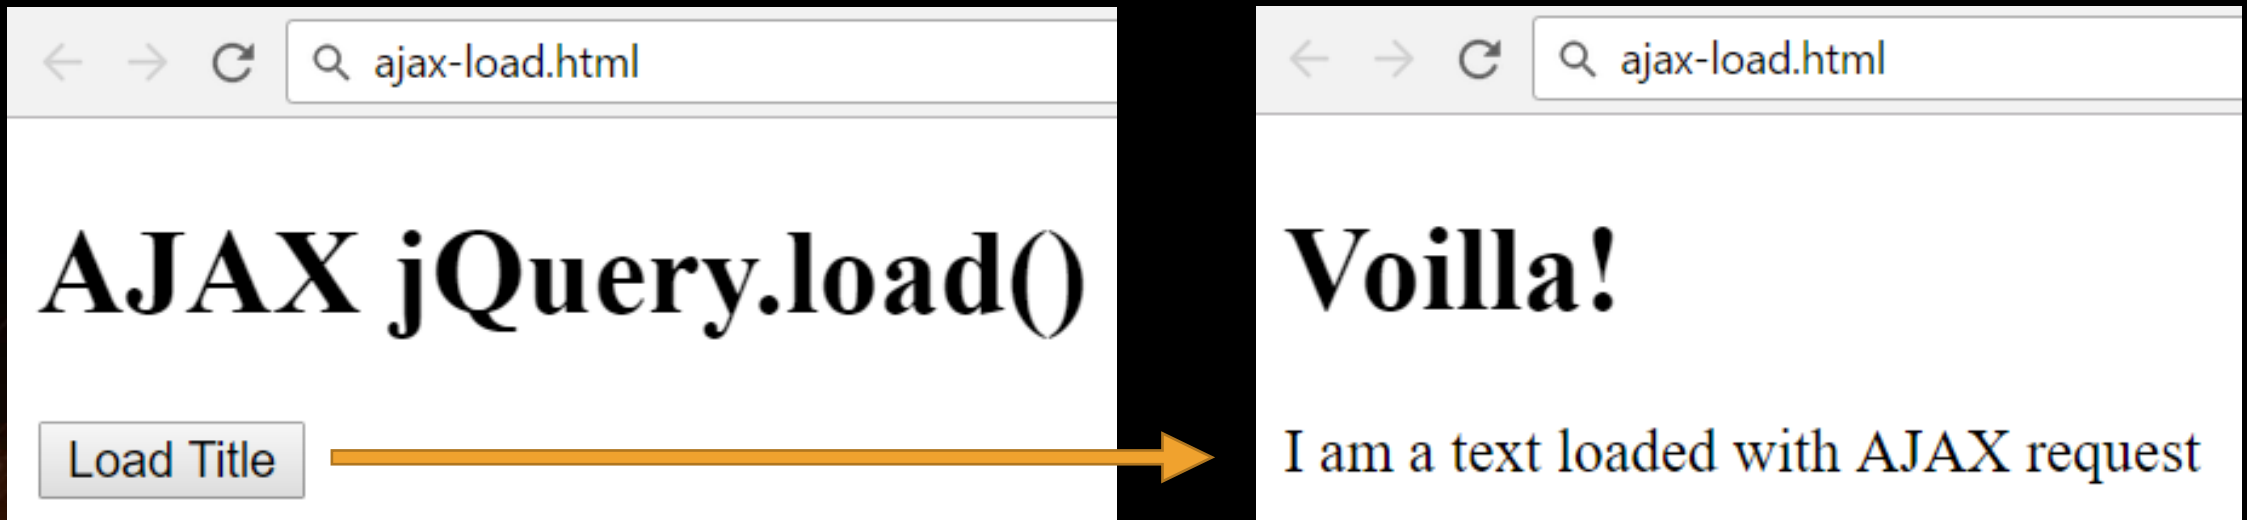 ajax-load.html
AJAX jQuery.load()
Load Title
ajax-load.html
Voilla!
I am a text loaded with AJAX request